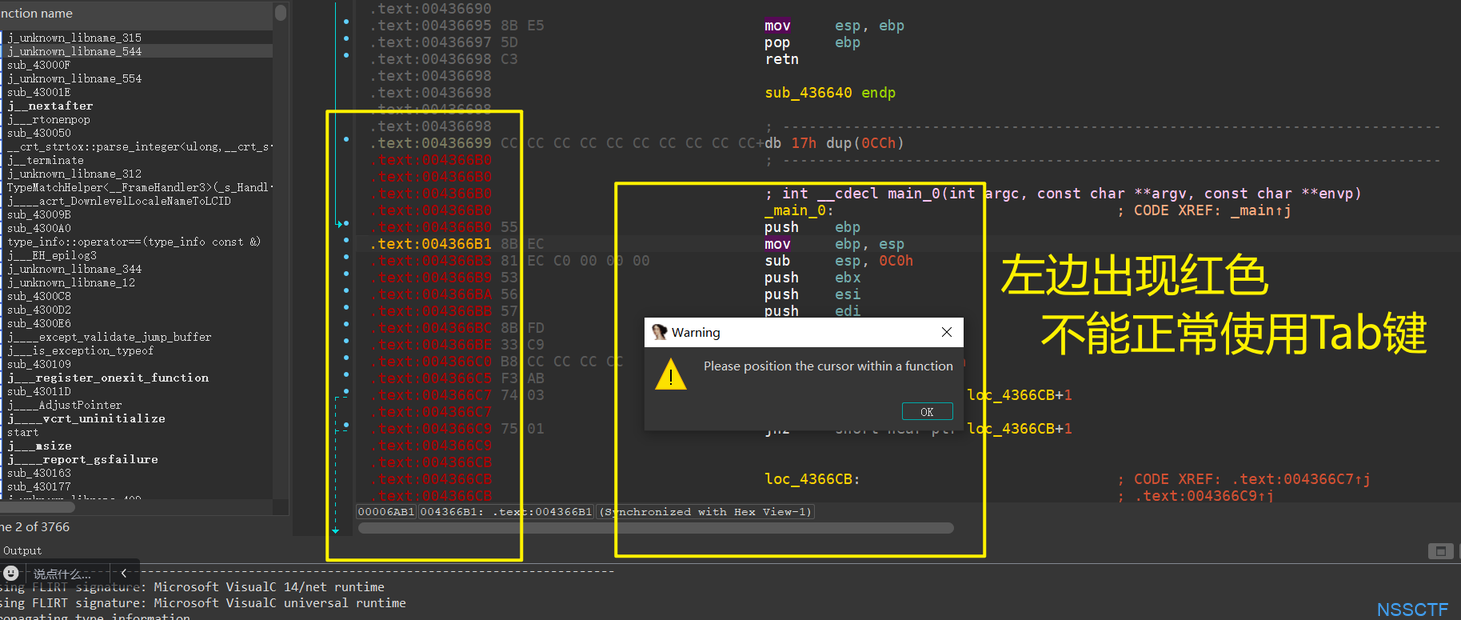 nction name
j_unknown_libname_315
j_unknown_libname_544
sub_43000F
j_unknown_libname_554
sub_43001E
j__nextafter
j___rtonenpop
sub_430050
__crt_strtox::parse_integer<ulong,__crt_s
j__terminate
j_unknown_libname_312
TypeMatchHelper<__FrameHandler3>(_s_Handl
j____acrt_DownlevelLocaleNameToLCID
sub_43009B
sub_4300A0
type_info::operator==(type_info const &)
j___EH_epilog3
j_unknown_libname_344
j_unknown_libname_12
sub_4300C8
sub_4300D2
sub_4300E6
j____except_validate_jump_buffer
j___is_exception_typeof
sub_430109
j___register_onexit_function
sub_43011D
j____AdjustPointer
j____vcrt_uninitialize
start
j___msize
j____report_gsfailure
sub_430163
sub_430177
ne 2 of 3766
.text:00436690
.text:00436695 8B E5 mov esp, ebp
.text:00436697 5D pop ebp
.text:00436698 C3 retn
.text:00436698
.text:00436698 sub_436640 endp
.text:00436698
.text:00436698 ; ---------------------------------------------------------------------------
.text:00436699 CC CC CC CC CC CC CC CC CC CC+db 17h dup(0CCh)
.text:004366B0 ; ---------------------------------------------------------------------------
.text:004366B0
.text:004366B0 ; int __cdecl main_0(int argc, const char **argv, const char **envp)
.text:004366B0 _main_0: ; CODE XREF: _main↑j
.text:004366B0 55 push ebp
.text:004366B1 8B EC mov ebp, esp
.text:004366B3 81 EC C0 00 00 00 sub esp, 0C0h
.text:004366B9 53 push ebx
.text:004366BA 56 push esi
.text:004366BB 57 push edi
.text:004366BC 8B FD
.text:004366BE 33 C9
.text:004366C0 B8 CC CC CC CC
.text:004366C5 F3 AB
.text:004366C7 74 03 loc_4366CB+1
.text:004366C7
.text:004366C9 75 01 jnz short near ptr loc_4366CB+1
.text:004366C9
.text:004366CB
.text:004366CB loc_4366CB: ; CODE XREF: .text:004366C7↑j
.text:004366CB ; .text:004366C9↑j
00006AB1 004366B1: .text:004366B1 (Synchronized with Hex View-1)
Warning
Please position the cursor within a function
OK
左边出现红色
不能正常使用Tab键
Output
说点什么...
sing FLIRT signature: Microsoft VisualC 14/net runtime
sing FLIRT signature: Microsoft VisualC universal runtime
ropagating type information
NSSCTF